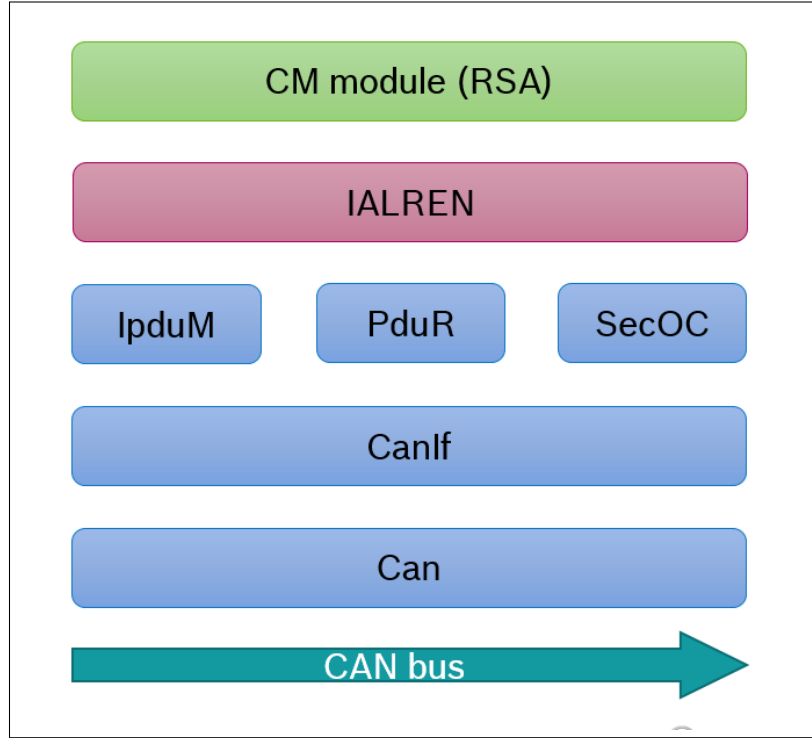 CM module (RSA)
IALREN
IpduM
PduR
SecOC
CanIf
Can
CAN bus